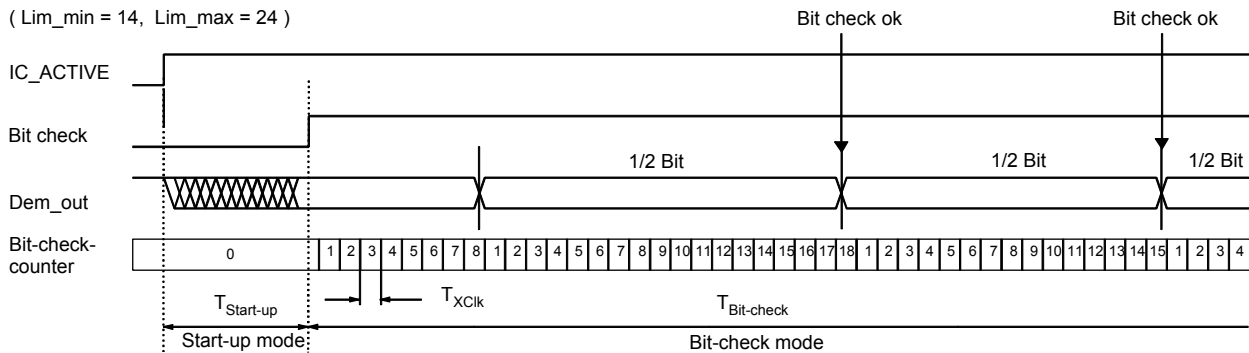 ( Lim_min = 14, Lim_max = 24 )
Bit check ok
Bit check ok
IC_ACTIVE
Bit check
1/2 Bit
1/2 Bit
1/2 Bit
Dem_out
Bit-check-
counter
0 1 2 3 4 5 6 7 8 1 2 3 4 5 6 7 8 9 10 11 12 13 14 15 16 17 18 1 2 3 4 5 6 7 8 9 10 11 12 13 14 15 1 2 3 4
TStart-up
TXClk
TBit-check
Start-up mode
Bit-check mode